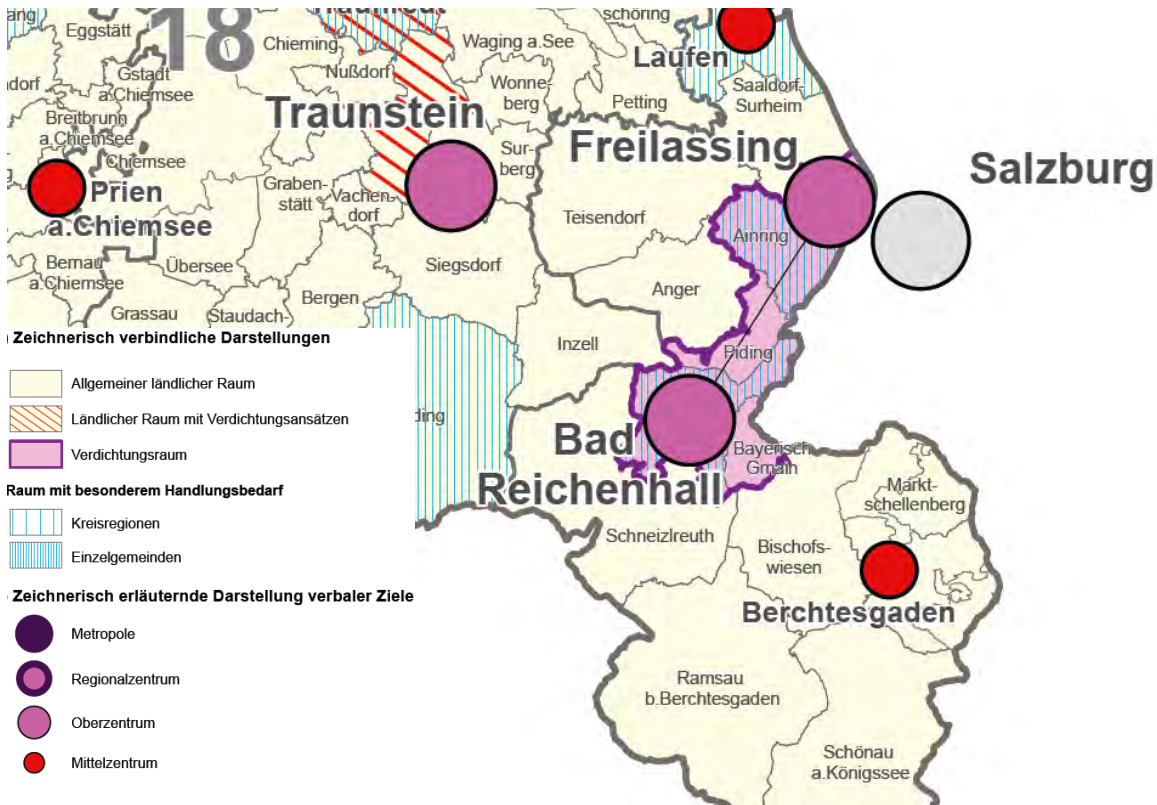 Eggstätt
18
Chieming
Waging a.See
schöring
Laufen
Nußdorf
Gstadt
a.Chiemsee
Wonne-
berg
Petting
Saaldorf-
Surheim
ndorf
Breitbrunn
a.Chiemsee
Chiemsee
Traunstein
Sur-
berg
Freilassing
Salzburg
Prien
a.Chiemsee
Graben-
stätt
Vachen-
dorf
Teisendorf
Ainring
Bernau
a.Chiemsee
Übersee
Siegsdorf
Anger
Bergen
Grassau
Staudach-
Inzell
Piding
Zeichnerisch verbindliche Darstellungen
Allgemeiner ländlicher Raum
Ländlicher Raum mit Verdichtungsansätzen
Verdichtungsraum
ding
Bad
Reichenhall
Bayerisch
Gmain
Raum mit besonderem Handlungsbedarf
Kreisregionen
Einzelgemeinden
Markt-
schellenberg
Schneizlreuth
Bischofs-
wiesen
Berchtesgaden
Zeichnerisch erläuternde Darstellung verbaler Ziele
Metropole
Regionalzentrum
Oberzentrum
Mittelzentrum
Ramsau
b.Berchtesgaden
Schönau
a.Königssee